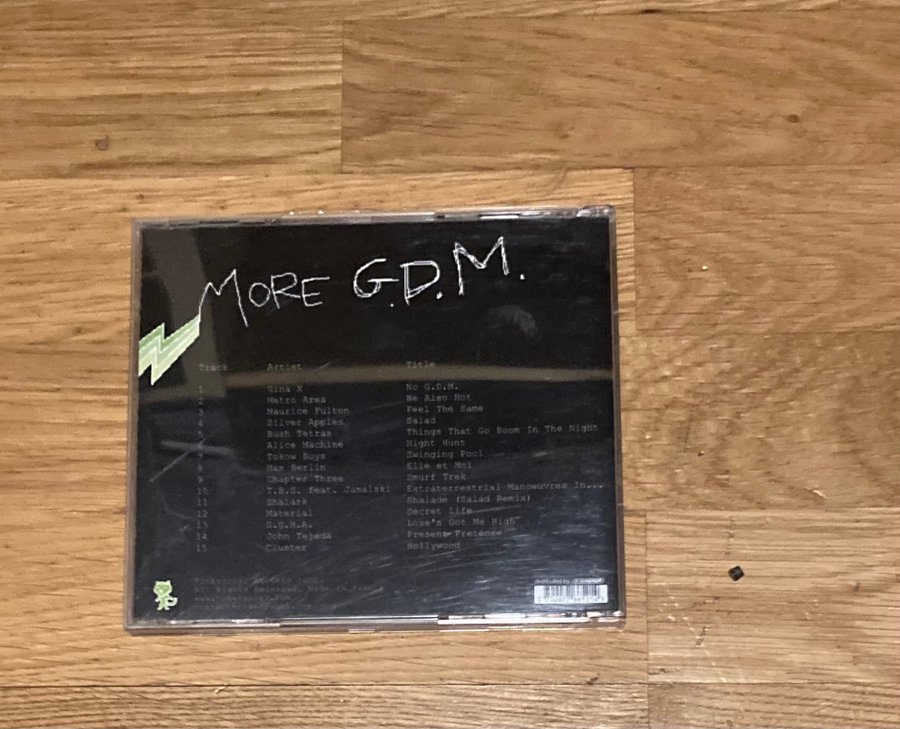 MORE G.D.M.
Track Artist Title
1 Gina X No G.D.M.
2 Metro Area We Also Not
3 Maurice Fulton Feel The Same
4 Silver Apples Salad
5 Bush Tetras Things That Go Boom In The Night
6 Alice Machine Night Hunt
7 Tokow Boys Swinging Pool
8 Max Berlin Elle et Moi
9 Chapter Three Smurf Trek
10 T.B.S. feat. Jamalski Extraterrestrial Manoeuvres In...
11 Shalark Shalade (Salad Remix)
12 Material Secret Life
13 Love's Got Me High
14 John Tejada Present Pretense
15 Cluster Hollywood
distributed by